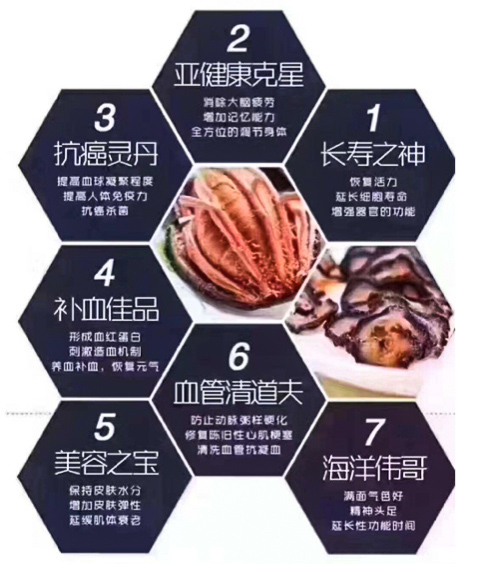 1
长寿之神
恢复活力
延长细胞寿命
增强器官的功能
2
亚健康克星
消除大脑疲劳
增加记忆能力
全方位的调节身体
3
抗癌灵丹
提高血球凝聚程度
提高人体免疫力
抗癌杀菌
4
补血佳品
形成血红蛋白
刺激造血机制
养血补血，恢复元气
5
美容之宝
保持皮肤水分
增加皮肤弹性
延缓肌体衰老
6
血管清道夫
防止动脉粥样硬化
修复陈旧性心肌梗塞
清洗血管抗凝血
7
海洋伟哥
满面气色好
精神头足
延长性功能时间